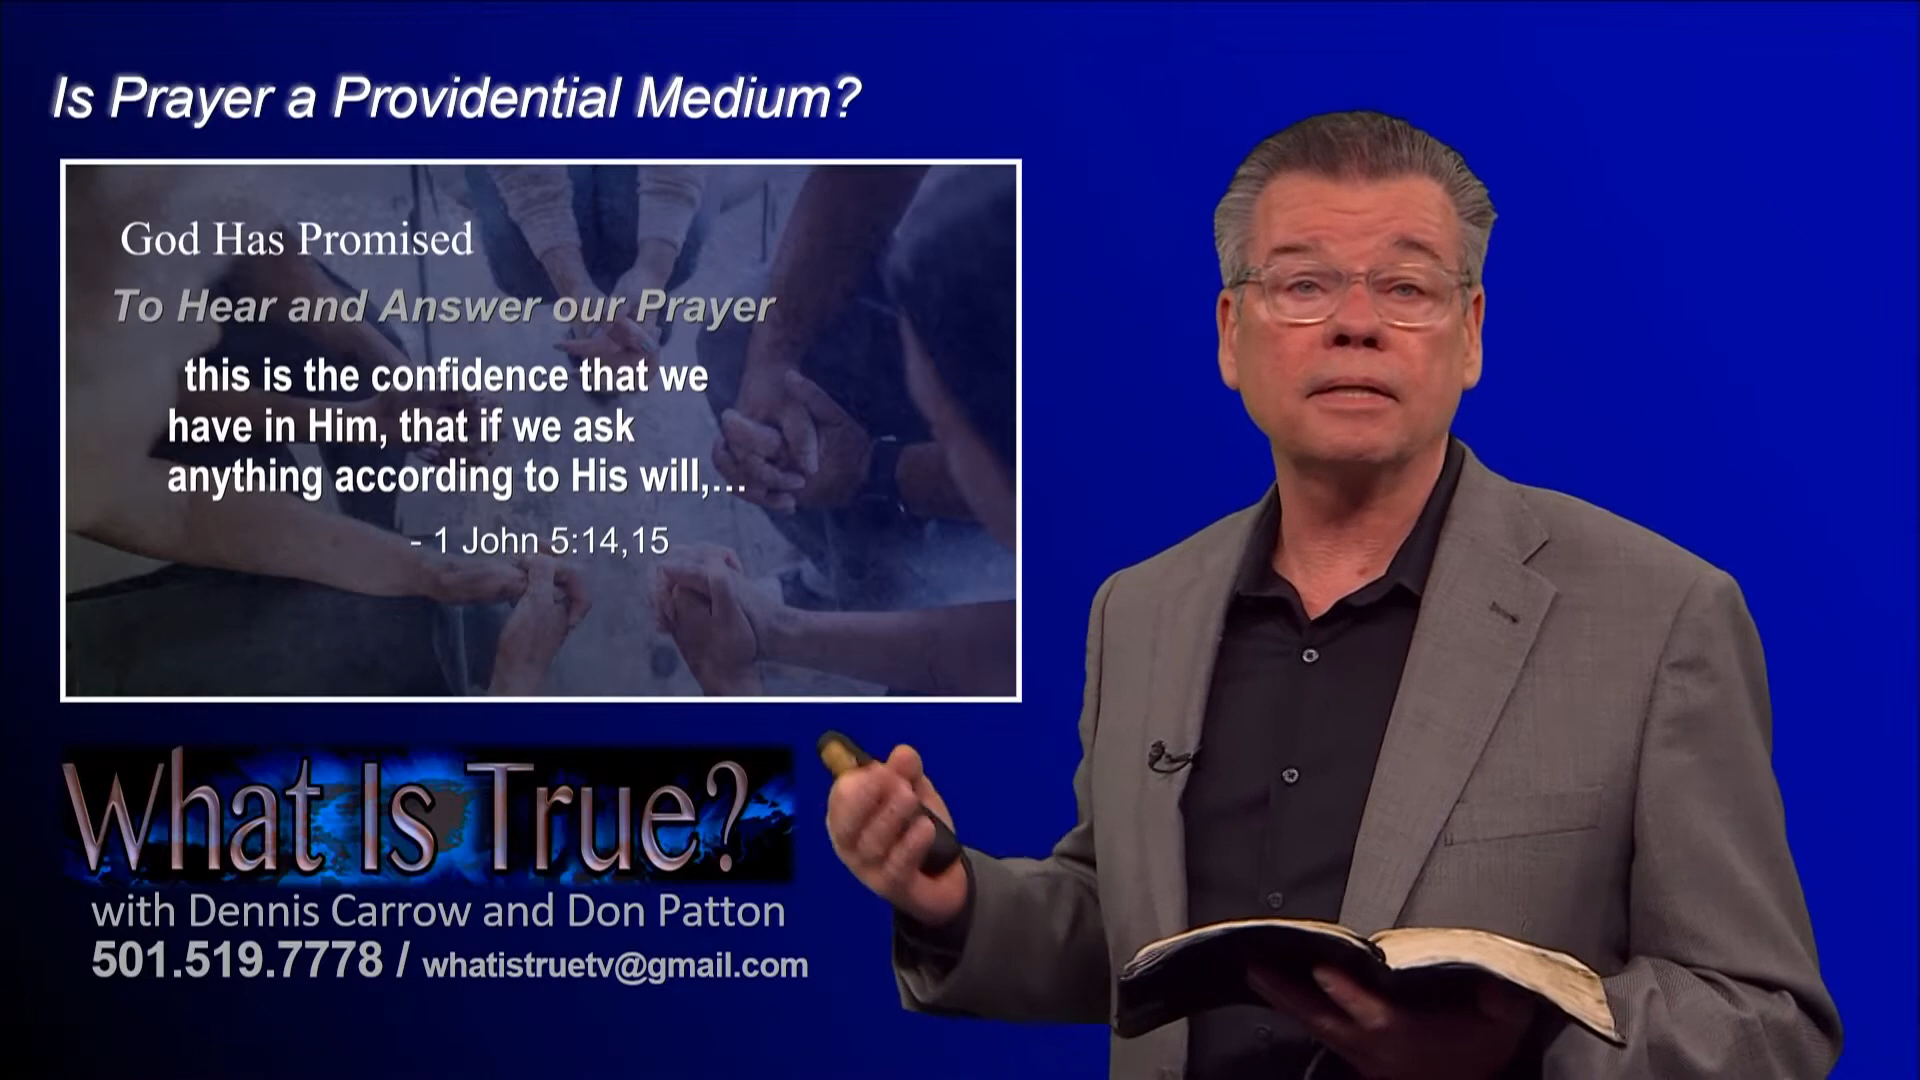 Is Prayer a Providential Medium?
God Has Promised
To Hear and Answer our Prayer
this is the confidence that we
have in Him, that if we ask
anything according to His will,...
- 1 John 5:14,15
What Is True?
with Dennis Carrow and Don Patton
501.519.7778 / whatistruetv@gmail.com